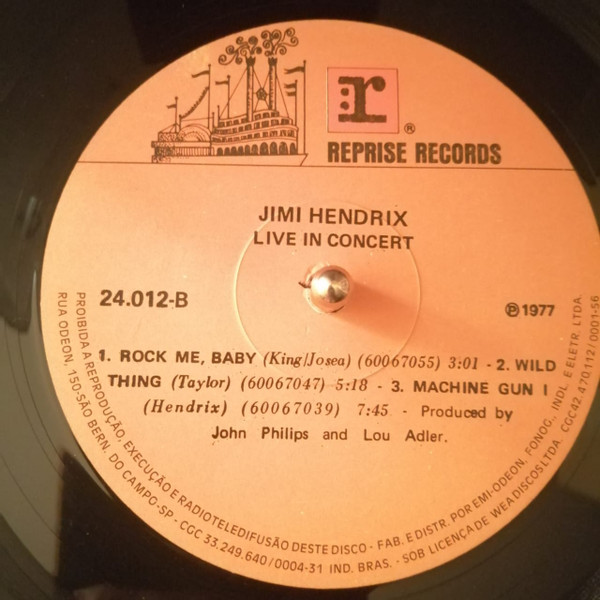 r
®
REPRISE RECORDS
JIMI HENDRIX
LIVE IN CONCERT
24.012-B
℗ 1977
1. ROCK ME, BABY (King/Josea) (60067055) 3:01 - 2. WILD
THING (Taylor) (60067047) 5:18 - 3. MACHINE GUN I
(Hendrix) (60067039) 7:45 - Produced by
John Philips and Lou Adler.
PROIBIDA A REPRODUÇÃO, EXECUÇÃO E RADIOTELEDIFUSÃO DESTE DISCO - FAB. E DISTR. POR EMI-ODEON, FONOG., INDL. E ELETR. LTDA.
RUA ODEON, 150-SÃO BERN. DO CAMPO-SP - CGC 33.249.640/0004-31 IND. BRAS. - SOB LICENÇA DE WEA DISCOS LTDA. CGC 42.470.112/0001-56